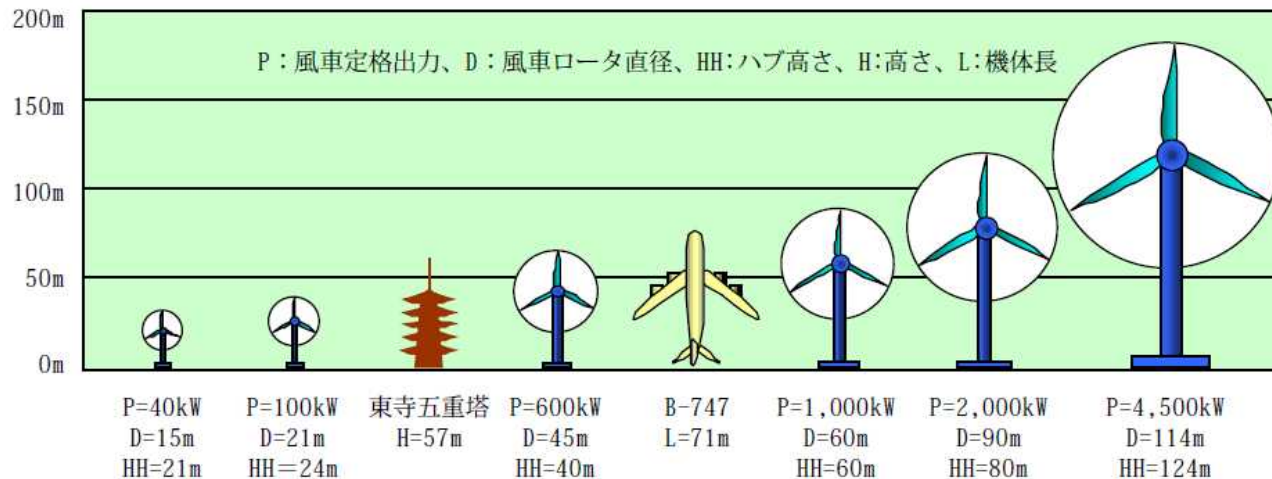 200m
P：風車定格出力、D：風車ロータ直径、HH:ハブ高さ、H:高さ、L:機体長
150m
100m
50m
0m
P=40kW
D=15m
HH=21m
P=100kW
D=21m
HH＝24m
東寺五重塔
H=57m
P=600kW
D=45m
HH=40m
B-747
L=71m
P=1,000kW
D=60m
HH=60m
P=2,000kW
D=90m
HH=80m
P=4,500kW
D=114m
HH=124m